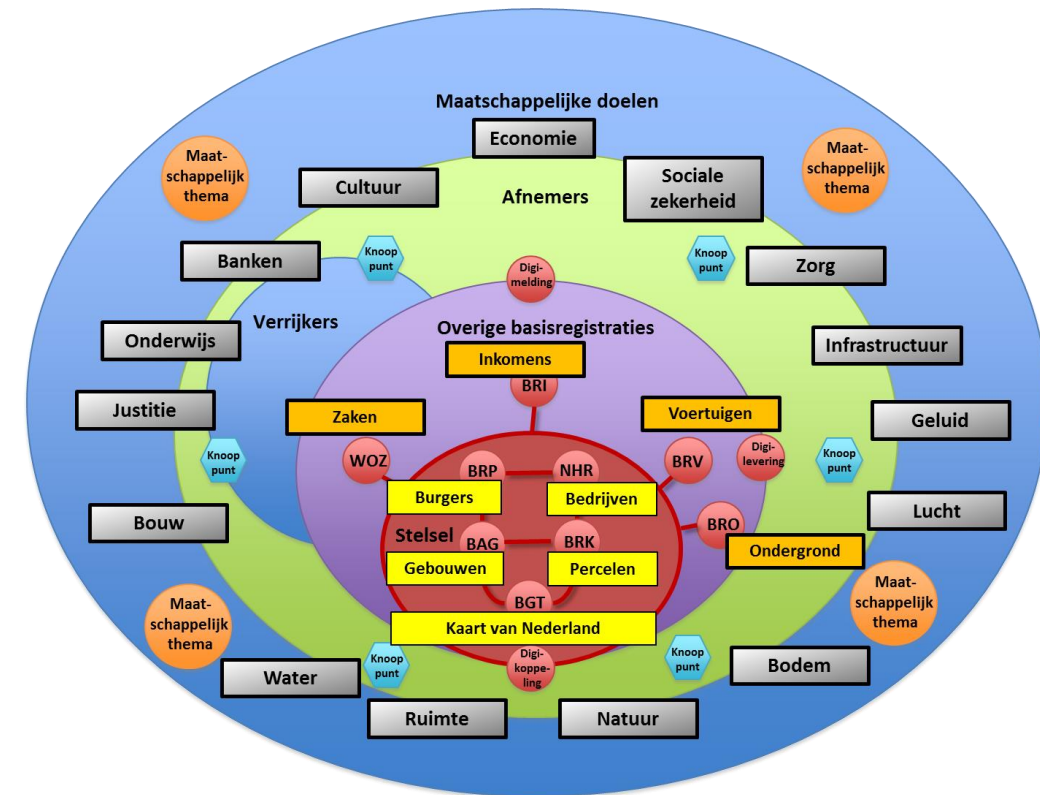 Maatschappelijke doelen
Economie
Maat-
schappelijk
thema
Maat-
schappelijk
thema
Cultuur
Afnemers
Sociale
zekerheid
Banken
Knoop
punt
Digi-
melding
Knoop
punt
Zorg
Verrijkers
Overige basisregistraties
Onderwijs
Inkomens
BRI
Infrastructuur
Justitie
Zaken
Voertuigen
Geluid
Knoop
punt
WOZ
BRP
NHR
BRV
Digi-
levering
Knoop
punt
Burgers
Bedrijven
Bouw
Stelsel
BAG
BRK
BRO
Lucht
Gebouwen
Percelen
Ondergrond
BGT
Kaart van Nederland
Maat-
schappelijk
thema
Maat-
schappelijk
thema
Water
Knoop
punt
Digi-
koppe-
ling
Knoop
punt
Bodem
Ruimte
Natuur